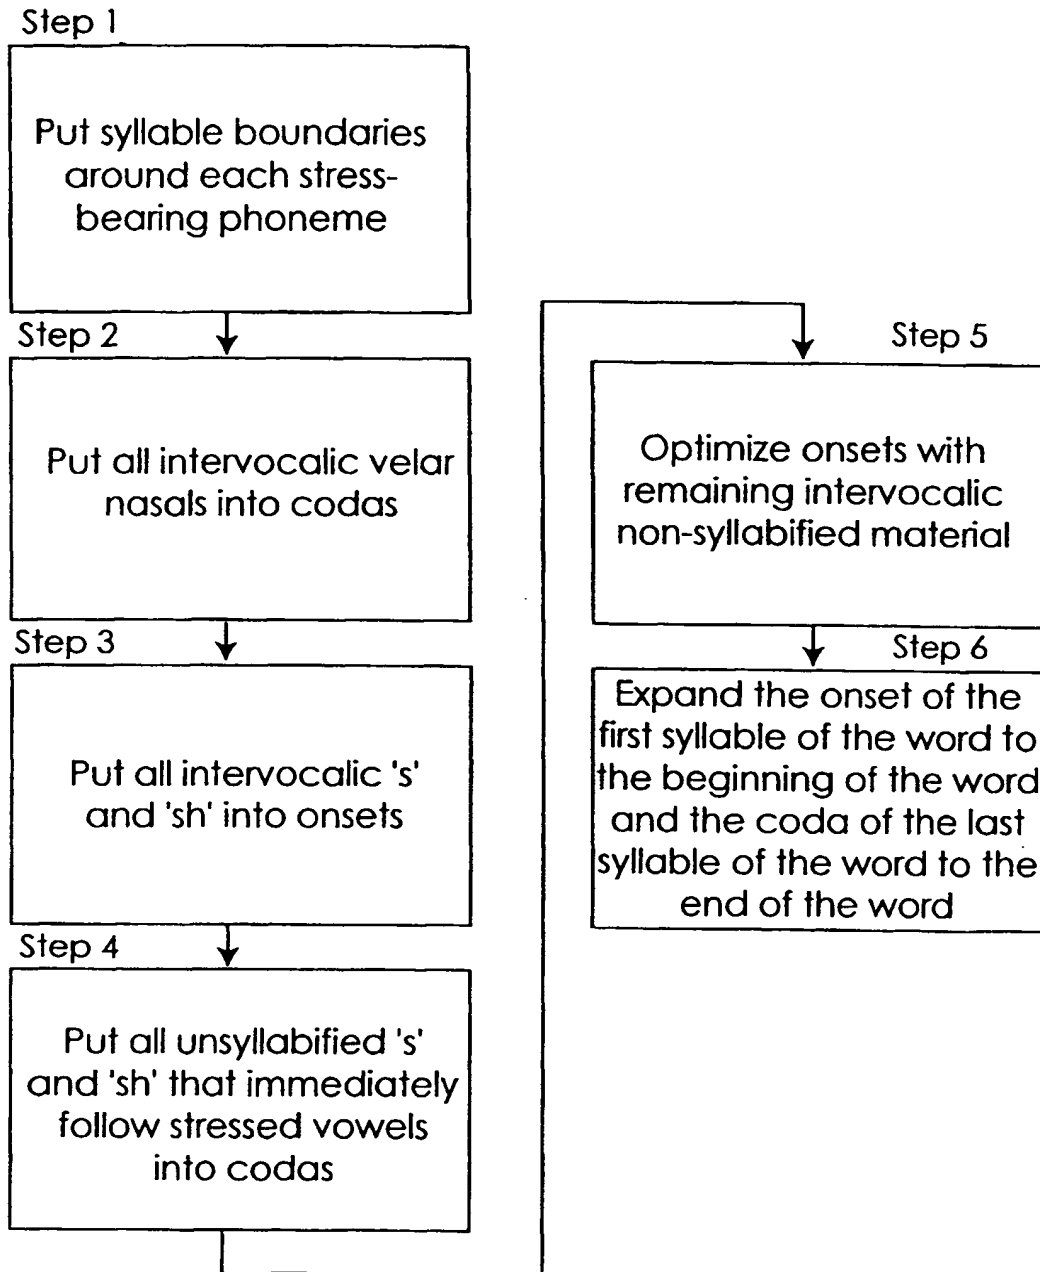 Step 1
Put syllable boundaries
around each stress-
bearing phoneme
Step 2
Put all intervocalic velar
nasals into codas
Step 3
Put all intervocalic 's'
and 'sh' into onsets
Step 4
Put all unsyllabified 's'
and 'sh' that immediately
follow stressed vowels
into codas
Step 5
Optimize onsets with
remaining intervocalic
non-syllabified material
Step 6
Expand the onset of the
first syllable of the word to
the beginning of the word
and the coda of the last
syllable of the word to the
end of the word